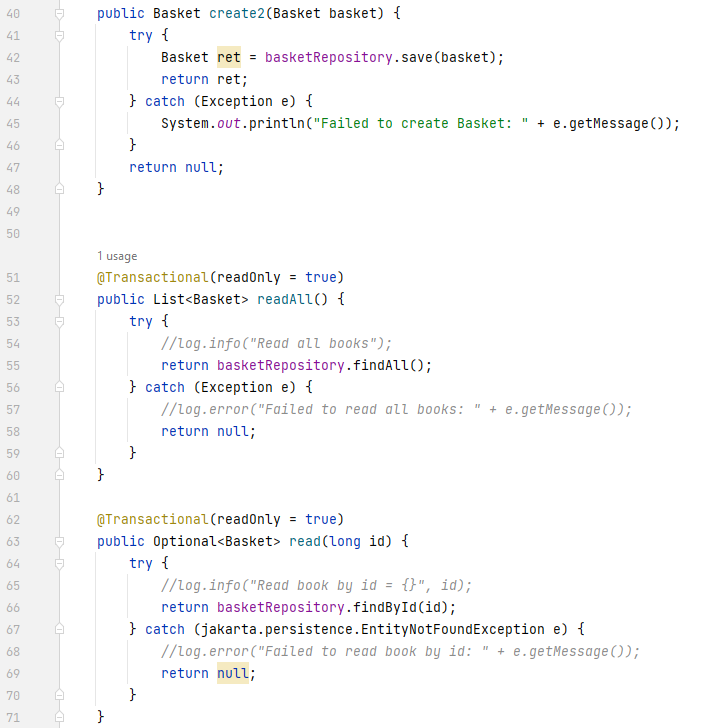 40 public Basket create2(Basket basket) {
41 try {
42 Basket ret = basketRepository.save(basket);
43 return ret;
44 } catch (Exception e) {
45 System.out.println("Failed to create Basket: " + e.getMessage());
46 }
47 return null;
48 }
49
50
1 usage
51 @Transactional(readOnly = true)
52 public List<Basket> readAll() {
53 try {
54 //log.info("Read all books");
55 return basketRepository.findAll();
56 } catch (Exception e) {
57 //log.error("Failed to read all books: " + e.getMessage());
58 return null;
59 }
60 }
61
62 @Transactional(readOnly = true)
63 public Optional<Basket> read(long id) {
64 try {
65 //log.info("Read book by id = {}", id);
66 return basketRepository.findById(id);
67 } catch (jakarta.persistence.EntityNotFoundException e) {
68 //log.error("Failed to read book by id: " + e.getMessage());
69 return null;
70 }
71 }